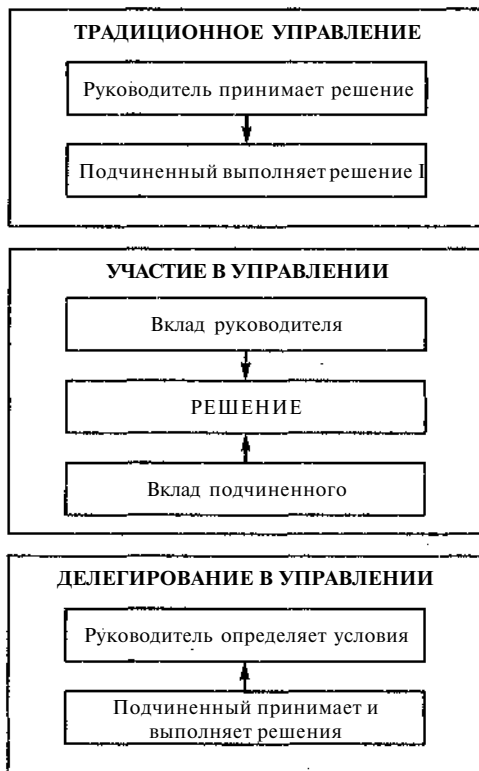 ТРАДИЦИОННОЕ УПРАВЛЕНИЕ
Руководитель принимает решение
Подчиненный выполняет решение
УЧАСТИЕ В УПРАВЛЕНИИ
Вклад руководителя
РЕШЕНИЕ
Вклад подчиненного
ДЕЛЕГИРОВАНИЕ В УПРАВЛЕНИИ
Руководитель определяет условия
Подчиненный принимает и
выполняет решения